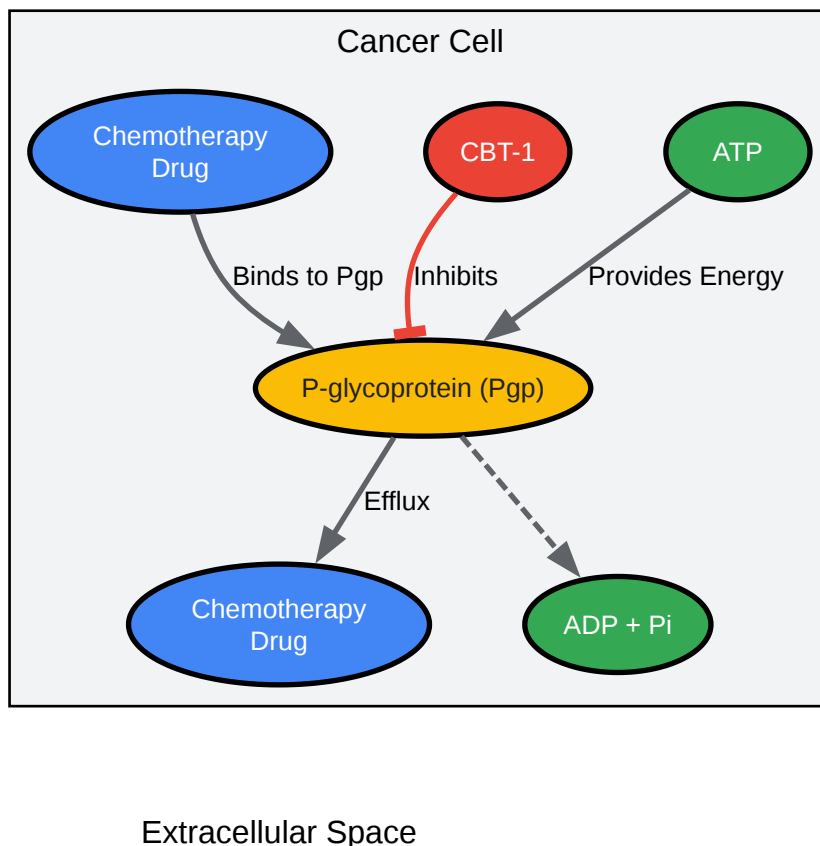 Cancer Cell
Chemotherapy
Drug
CBT-1
ATP
Binds to Pgp
Inhibits
Provides Energy
P-glycoprotein (Pgp)
Efflux
Chemotherapy
Drug
ADP + Pi
Extracellular Space